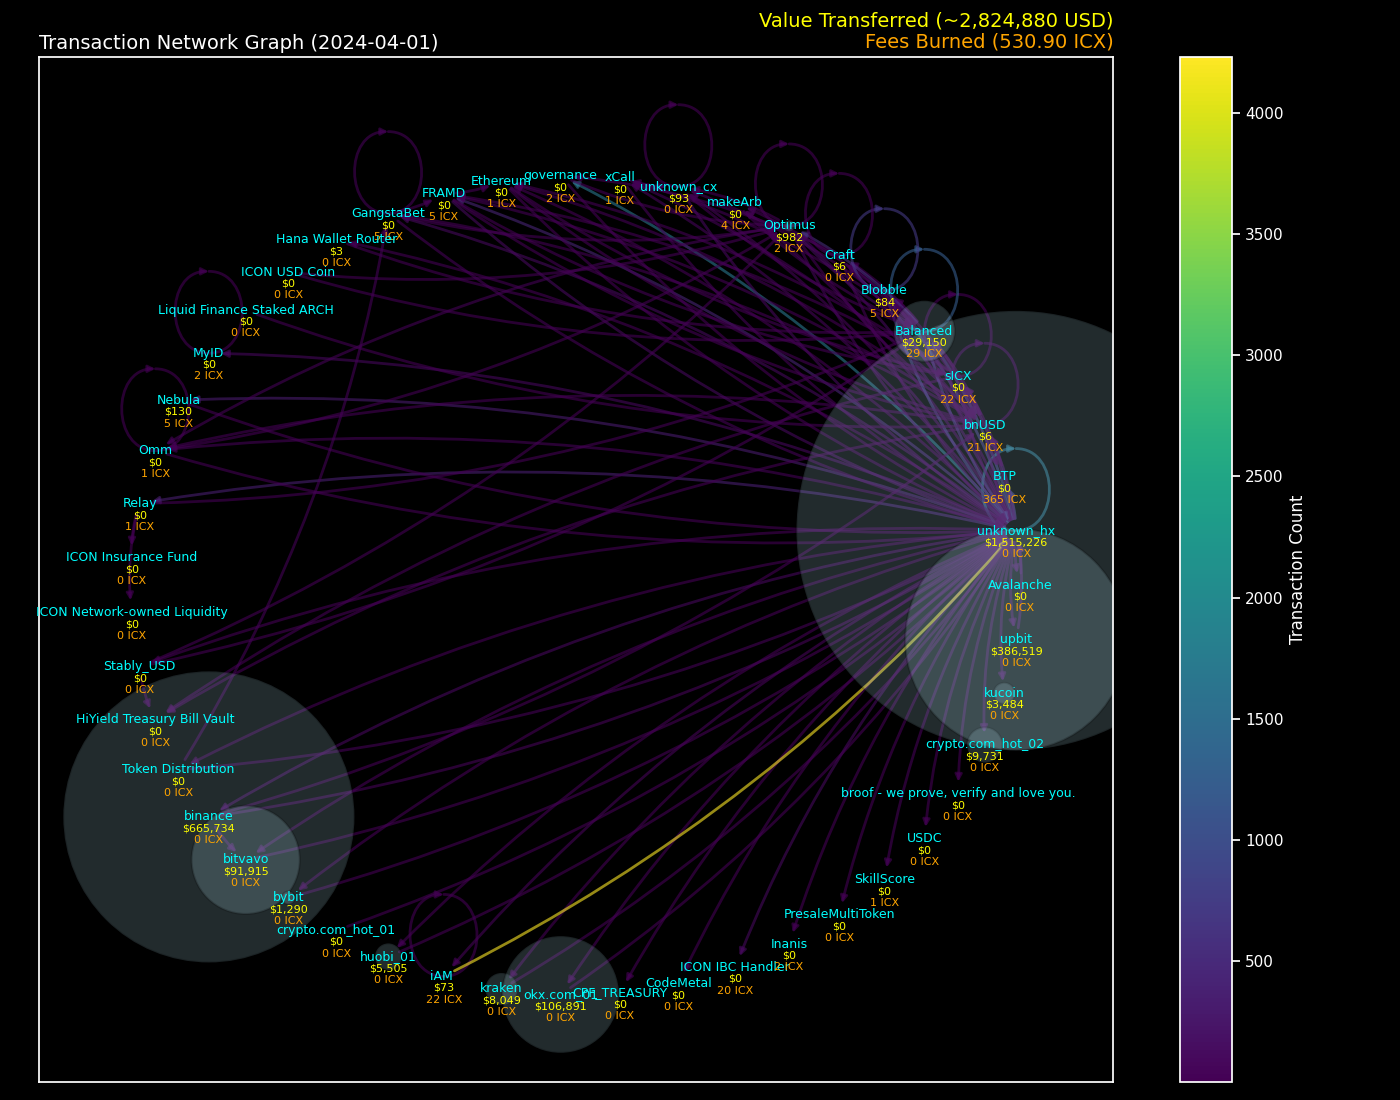 Value Transferred (~2,824,880 USD)
Transaction Network Graph (2024-04-01)
Fees Burned (530.90 ICX)
Ethereum
$0
1 ICX
governance
$0
2 ICX
xCall
$0
1 ICX
unknown_cx
$93
0 ICX
FRAMD
$0
5 ICX
makeArb
$0
4 ICX
GangstaBet
$0
5 ICX
Optimus
$982
2 ICX
Hana Wallet Router
$3
0 ICX
Craft
$6
0 ICX
ICON USD Coin
$0
0 ICX
Blobble
$84
5 ICX
Liquid Finance Staked ARCH
$0
0 ICX
Balanced
$29,150
29 ICX
MyID
$0
2 ICX
sICX
$0
22 ICX
Nebula
$130
5 ICX
bnUSD
$6
21 ICX
Omm
$0
1 ICX
BTP
$0
365 ICX
Relay
$0
1 ICX
unknown_hx
$1,515,226
0 ICX
ICON Insurance Fund
$0
0 ICX
Avalanche
$0
0 ICX
ICON Network-owned Liquidity
$0
0 ICX
upbit
$386,519
0 ICX
Stably_USD
$0
0 ICX
kucoin
$3,484
0 ICX
HiYield Treasury Bill Vault
$0
0 ICX
crypto.com_hot_02
$9,731
0 ICX
Token Distribution
$0
0 ICX
broof - we prove, verify and love you.
$0
0 ICX
binance
$665,734
0 ICX
USDC
$0
0 ICX
bitvavo
$91,915
0 ICX
SkillScore
$0
1 ICX
bybit
$1,290
0 ICX
PresaleMultiToken
$0
0 ICX
crypto.com_hot_01
$0
0 ICX
Inanis
$0
ICX
huobi_01
$5,505
0 ICX
ICON IBC Handler
$0
20 ICX
iAM
$73
22 ICX
CodeMetal
$0
0 ICX
kraken
$8,049
0 ICX
okx.com_01
$106,891
0 ICX
CPF_TREASURY
$0
0 ICX
4000
3500
3000
2500
2000
1500
1000
500
Transaction Count